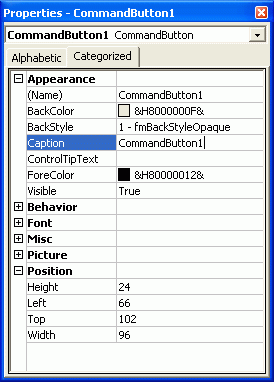 Properties - CommandButton1
CommandButton1 CommandButton
Alphabetic Categorized
Appearance
(Name) CommandButton1
BackColor &H8000000F&
BackStyle 1 - fmBackStyleOpaque
Caption CommandButton1
ControlTipText
ForeColor &H80000012&
Visible True
Behavior
Font
Misc
Picture
Position
Height 24
Left 66
Top 102
Width 96